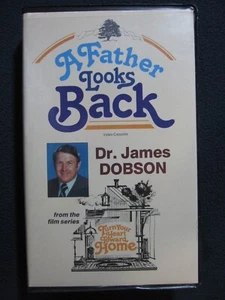 A Father
Looks
Back
Video Cassette
Dr. James
DOBSON
from the
film series
Turn Your
Heart
Toward
Home